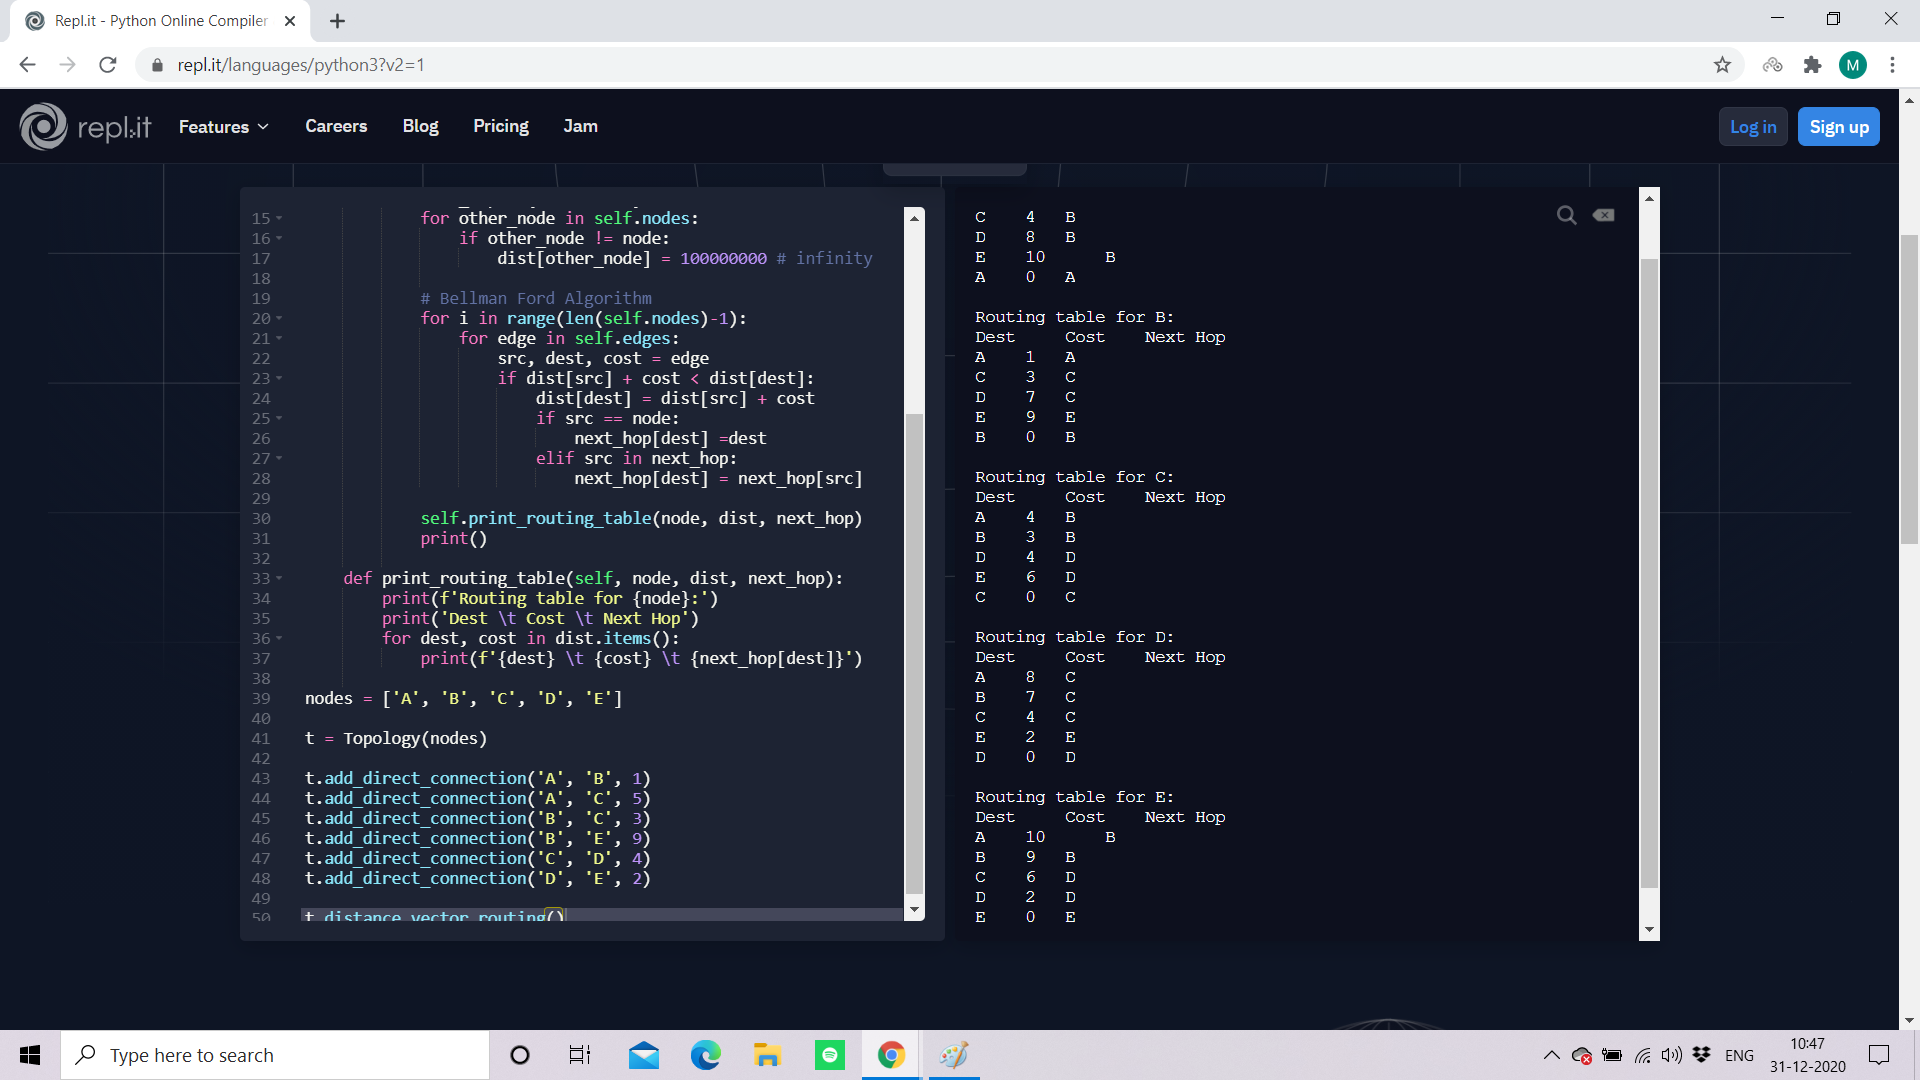 Repl.it - Python Online Compiler
repl.it/languages/python3?v2=1
M
repl.it
Features
Careers
Blog
Pricing
Jam
Log in
Sign up
15 for other_node in self.nodes:
16 if other_node != node:
17 dist[other_node] = 100000000 # infinity
18
19 # Bellman Ford Algorithm
20 for i in range(len(self.nodes)-1):
21 for edge in self.edges:
22 src, dest, cost = edge
23 if dist[src] + cost < dist[dest]:
24 dist[dest] = dist[src] + cost
25 if src == node:
26 next_hop[dest] =dest
27 elif src in next_hop:
28 next_hop[dest] = next_hop[src]
29
30 self.print_routing_table(node, dist, next_hop)
31 print()
32
33 def print_routing_table(self, node, dist, next_hop):
34 print(f'Routing table for {node}:')
35 print('Dest \t Cost \t Next Hop')
36 for dest, cost in dist.items():
37 print(f'{dest} \t {cost} \t {next_hop[dest]}')
38
39 nodes = ['A', 'B', 'C', 'D', 'E']
40
41 t = Topology(nodes)
42
43 t.add_direct_connection('A', 'B', 1)
44 t.add_direct_connection('A', 'C', 5)
45 t.add_direct_connection('B', 'C', 3)
46 t.add_direct_connection('B', 'E', 9)
47 t.add_direct_connection('C', 'D', 4)
48 t.add_direct_connection('D', 'E', 2)
49
50 t.distance_vector_routing()
C 4 B
D 8 B
E 10 B
A 0 A
Routing table for B:
Dest Cost Next Hop
A 1 A
C 3 C
D 7 C
E 9 E
B 0 B
Routing table for C:
Dest Cost Next Hop
A 4 B
B 3 B
D 4 D
E 6 D
C 0 C
Routing table for D:
Dest Cost Next Hop
A 8 C
B 7 C
C 4 C
E 2 E
D 0 D
Routing table for E:
Dest Cost Next Hop
A 10 B
B 9 B
C 6 D
D 2 D
E 0 E
Type here to search
ENG
10:47
31-12-2020